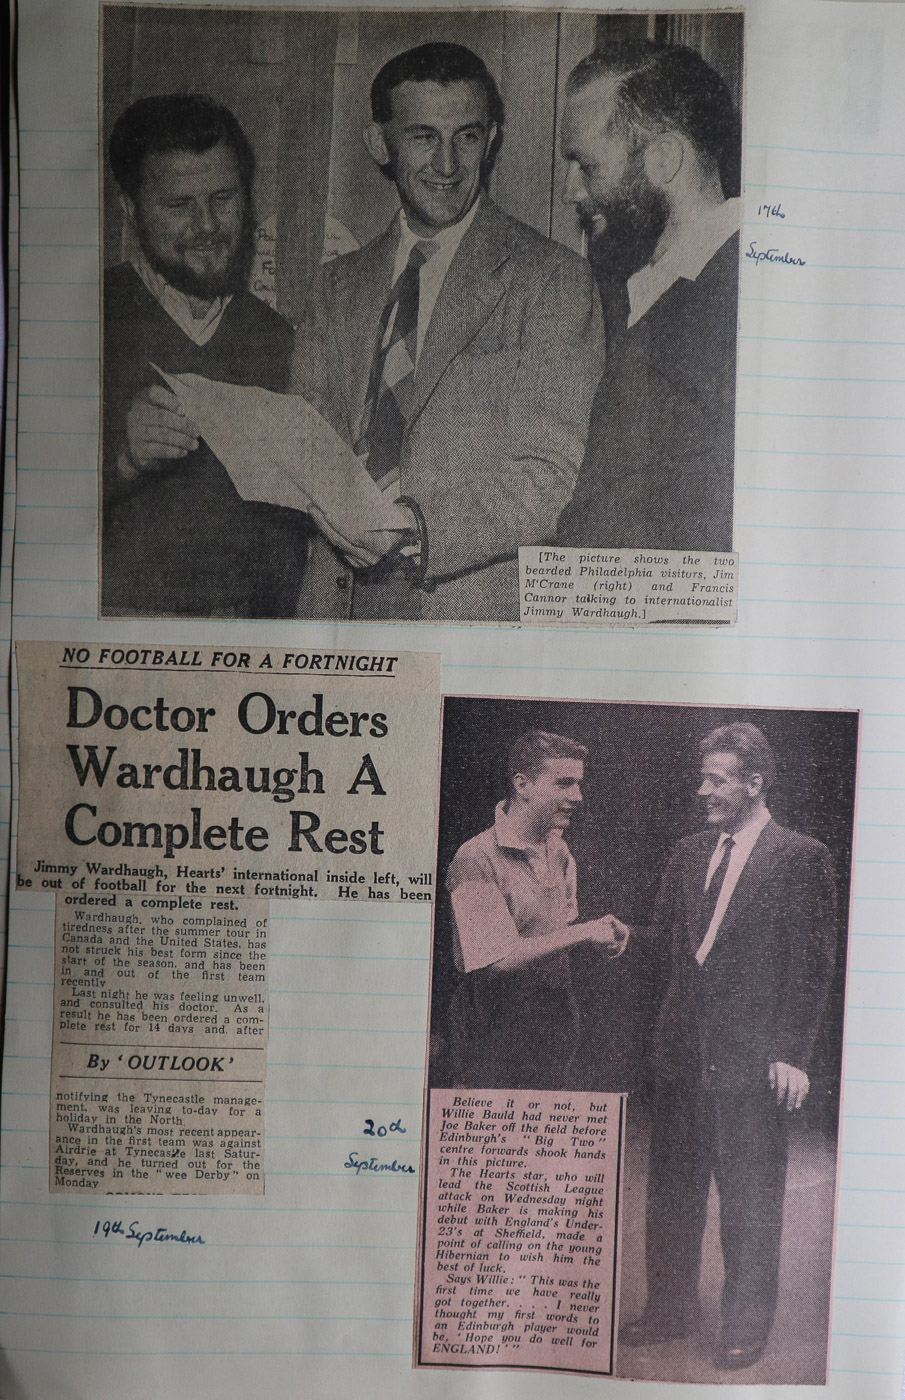 17th
September
[The picture shows the two
bearded Philadelphia visitors, Jim
M'Crane (right) and Francis
Cannor talking to internationalist
Jimmy Wardhaugh.]
NO FOOTBALL FOR A FORTNIGHT
Doctor Orders
Wardhaugh A
Complete Rest
Jimmy Wardhaugh, Hearts' international inside left, will
be out of football for the next fortnight. He has been
ordered a complete rest.
Wardhaugh, who complained of
tiredness after the summer tour in
Canada and the United States, has
not struck his best form since the
start of the season, and has been
in and out of the first team
recently
Last night he was feeling unwell,
and consulted his doctor. As a
result he has been ordered a com-
plete rest for 14 days and, after
By 'OUTLOOK'
notifying the Tynecastle manage-
ment, was leaving to-day for a
holiday in the North.
Wardhaugh's most recent appear-
ance in the first team was against
Airdrie at Tynecastle last Satur-
day, and he turned out for the
Reserves in the "wee Derby" on
Monday
19th September
20th
September
Believe it or not, but
Willie Bauld had never met
Joe Baker off the field before
Edinburgh's "Big Two"
centre forwards shook hands
in this picture.
The Hearts star, who will
lead the Scottish League
attack on Wednesday night
while Baker is making his
debut with England's Under-
23's at Sheffield, made a
point of calling on the young
Hibernian to wish him the
best of luck.
Says Willie: "This was the
first time we have really
got together. . . . I never
thought my first words to
an Edinburgh player would
be, 'Hope you do well for
ENGLAND!'"